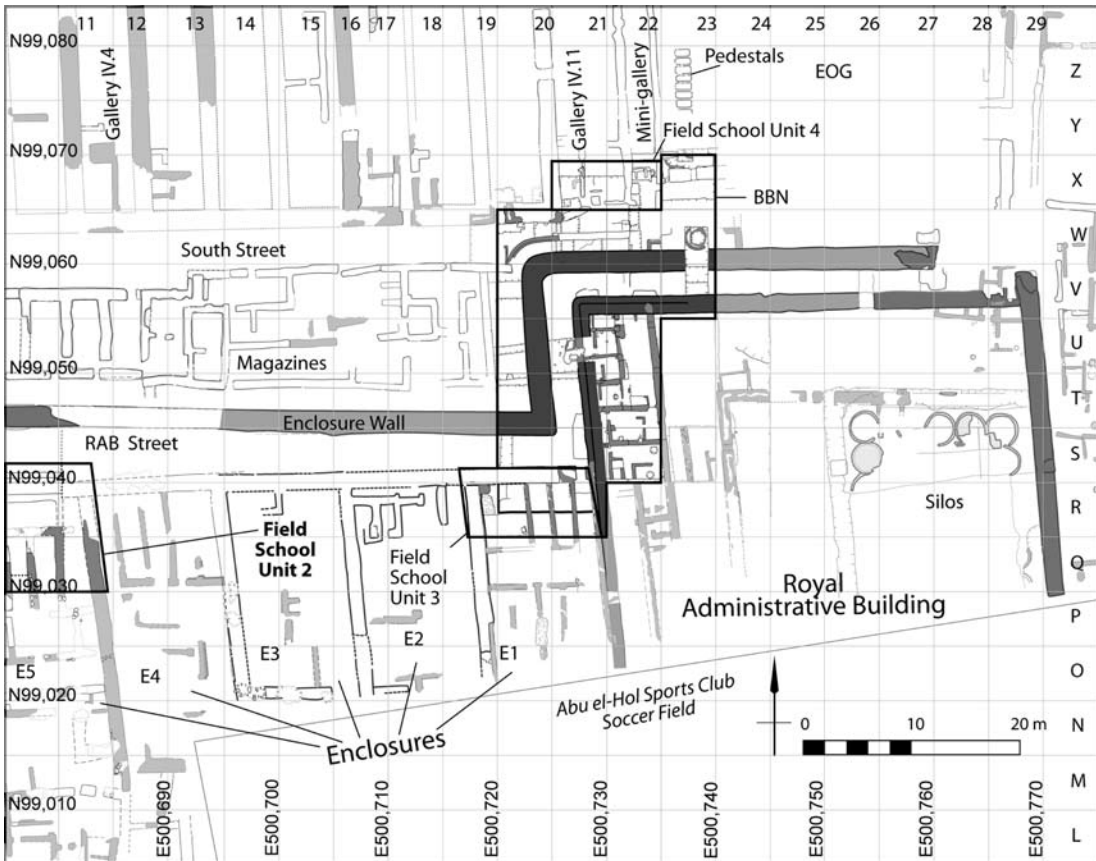 11 12 13 14 15 16 17 18 19 20 21 22 23 24 25 26 27 28 29
N99,080
Gallery IV.4
Gallery IV.11
Mini-gallery
Pedestals
EOG
Z
Y
Field School Unit 4
N99,070
X
BBN
South Street
W
N99,060
V
U
Magazines
N99,050
T
Enclosure Wall
RAB Street
S
N99,040
Silos
R
Field
School
Unit 2
Field
School
Unit 3
Q
N99,030
Royal
Administrative Building
P
E5
E4
E3
E2
E1
O
N99,020
Abu el-Hol Sports Club
Soccer Field
N
Enclosures
0 10 20 m
M
N99,010
E500,690
E500,700
E500,710
E500,720
E500,730
E500,740
E500,750
E500,760
E500,770
L